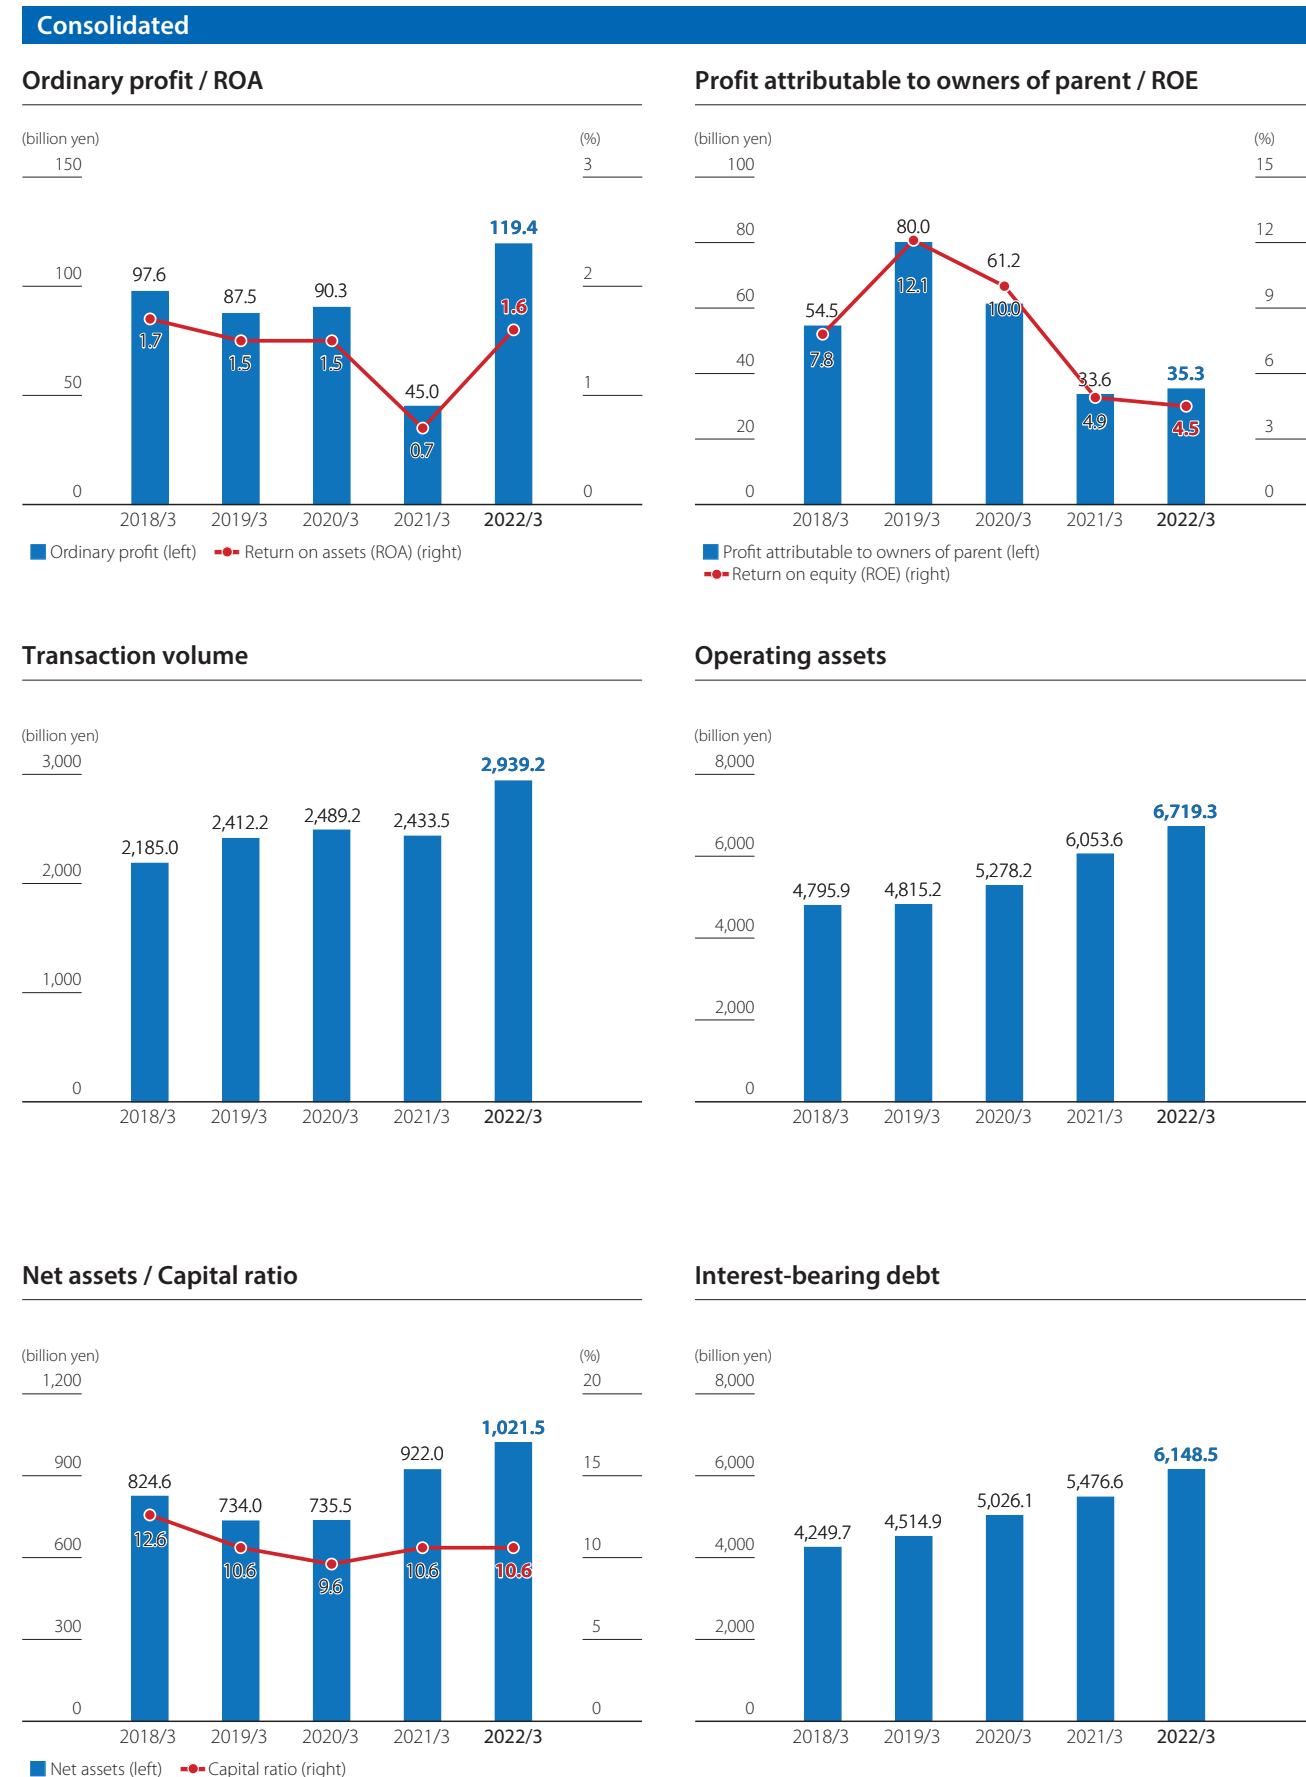 Consolidated
Ordinary profit / ROA
(billion yen) (%)
150 3
119.4
100 97.6 87.5 90.3 2
1.7 1.5 1.5 1.6
50 45.0 1
0.7
0 0
2018/3 2019/3 2020/3 2021/3 2022/3
Ordinary profit (left) Return on assets (ROA) (right)
Profit attributable to owners of parent / ROE
(billion yen) (%)
100 15
80 80.0 12
61.2
12.1
60 54.5 10.0 9
7.8
40 33.6 35.3 6
4.9 4.5
20 3
0 0
2018/3 2019/3 2020/3 2021/3 2022/3
Profit attributable to owners of parent (left)
Return on equity (ROE) (right)
Transaction volume
(billion yen)
3,000 2,939.2
2,185.0 2,412.2 2,489.2 2,433.5
2,000
1,000
0
2018/3 2019/3 2020/3 2021/3 2022/3
Operating assets
(billion yen)
8,000
6,719.3
6,000 6,053.6
4,795.9 4,815.2 5,278.2
4,000
2,000
0
2018/3 2019/3 2020/3 2021/3 2022/3
Net assets / Capital ratio
(billion yen) (%)
1,200 20
1,021.5
900 922.0 15
824.6 734.0 735.5
600 12.6 10.6 9.6 10.6 10.6 10
300 5
0 0
2018/3 2019/3 2020/3 2021/3 2022/3
Net assets (left) Capital ratio (right)
Interest-bearing debt
(billion yen)
8,000
6,000 6,148.5
4,249.7 4,514.9 5,026.1 5,476.6
4,000
2,000
0
2018/3 2019/3 2020/3 2021/3 2022/3